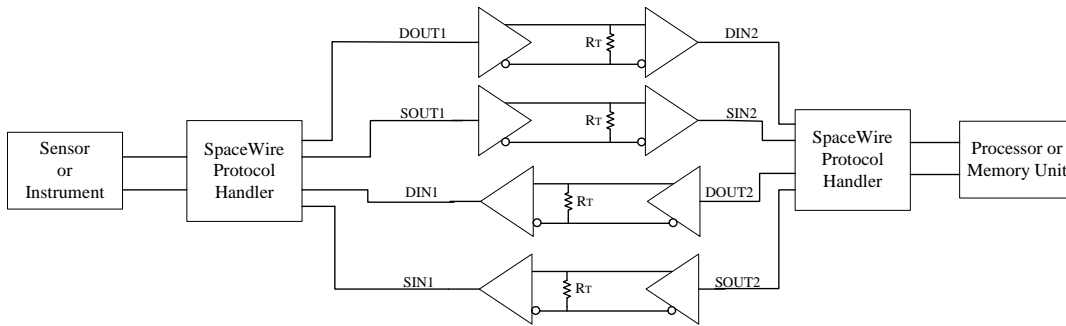 DOUT1
RT
DIN2
SOUT1
RT
SIN2
Sensor
or
Instrument
SpaceWire
Protocol
Handler
SpaceWire
Protocol
Handler
Processor or
Memory Unit
DIN1
RT
DOUT2
SIN1
RT
SOUT2